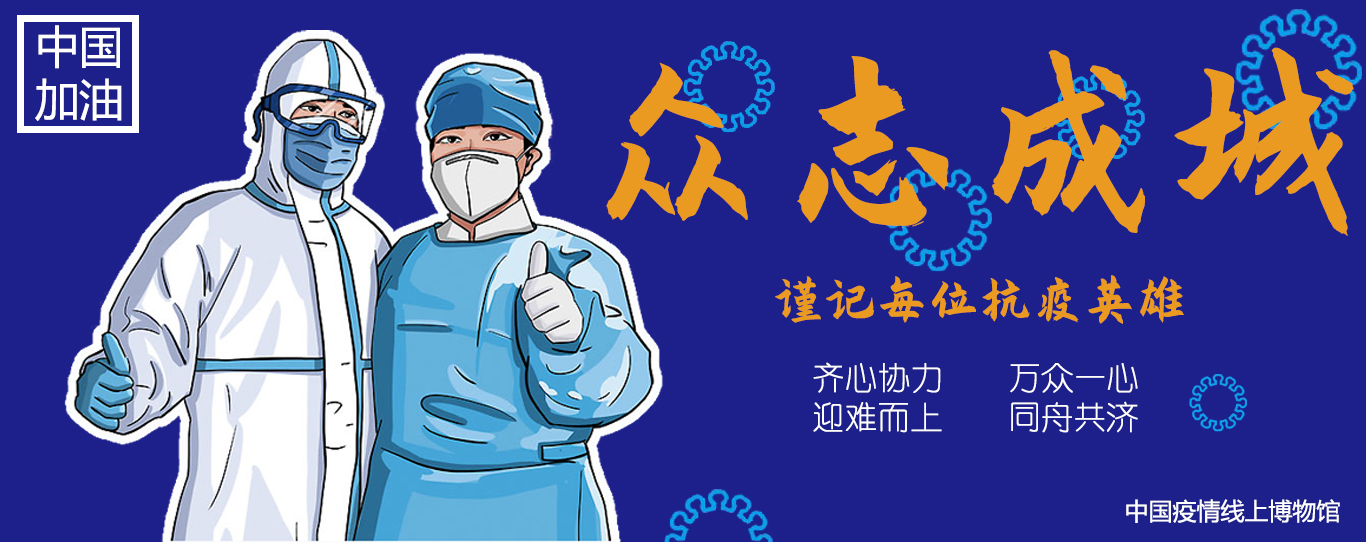 中国
加油
众志成城
谨记每位抗疫英雄
齐心协力 万众一心
迎难而上 同舟共济
中国疫情线上博物馆